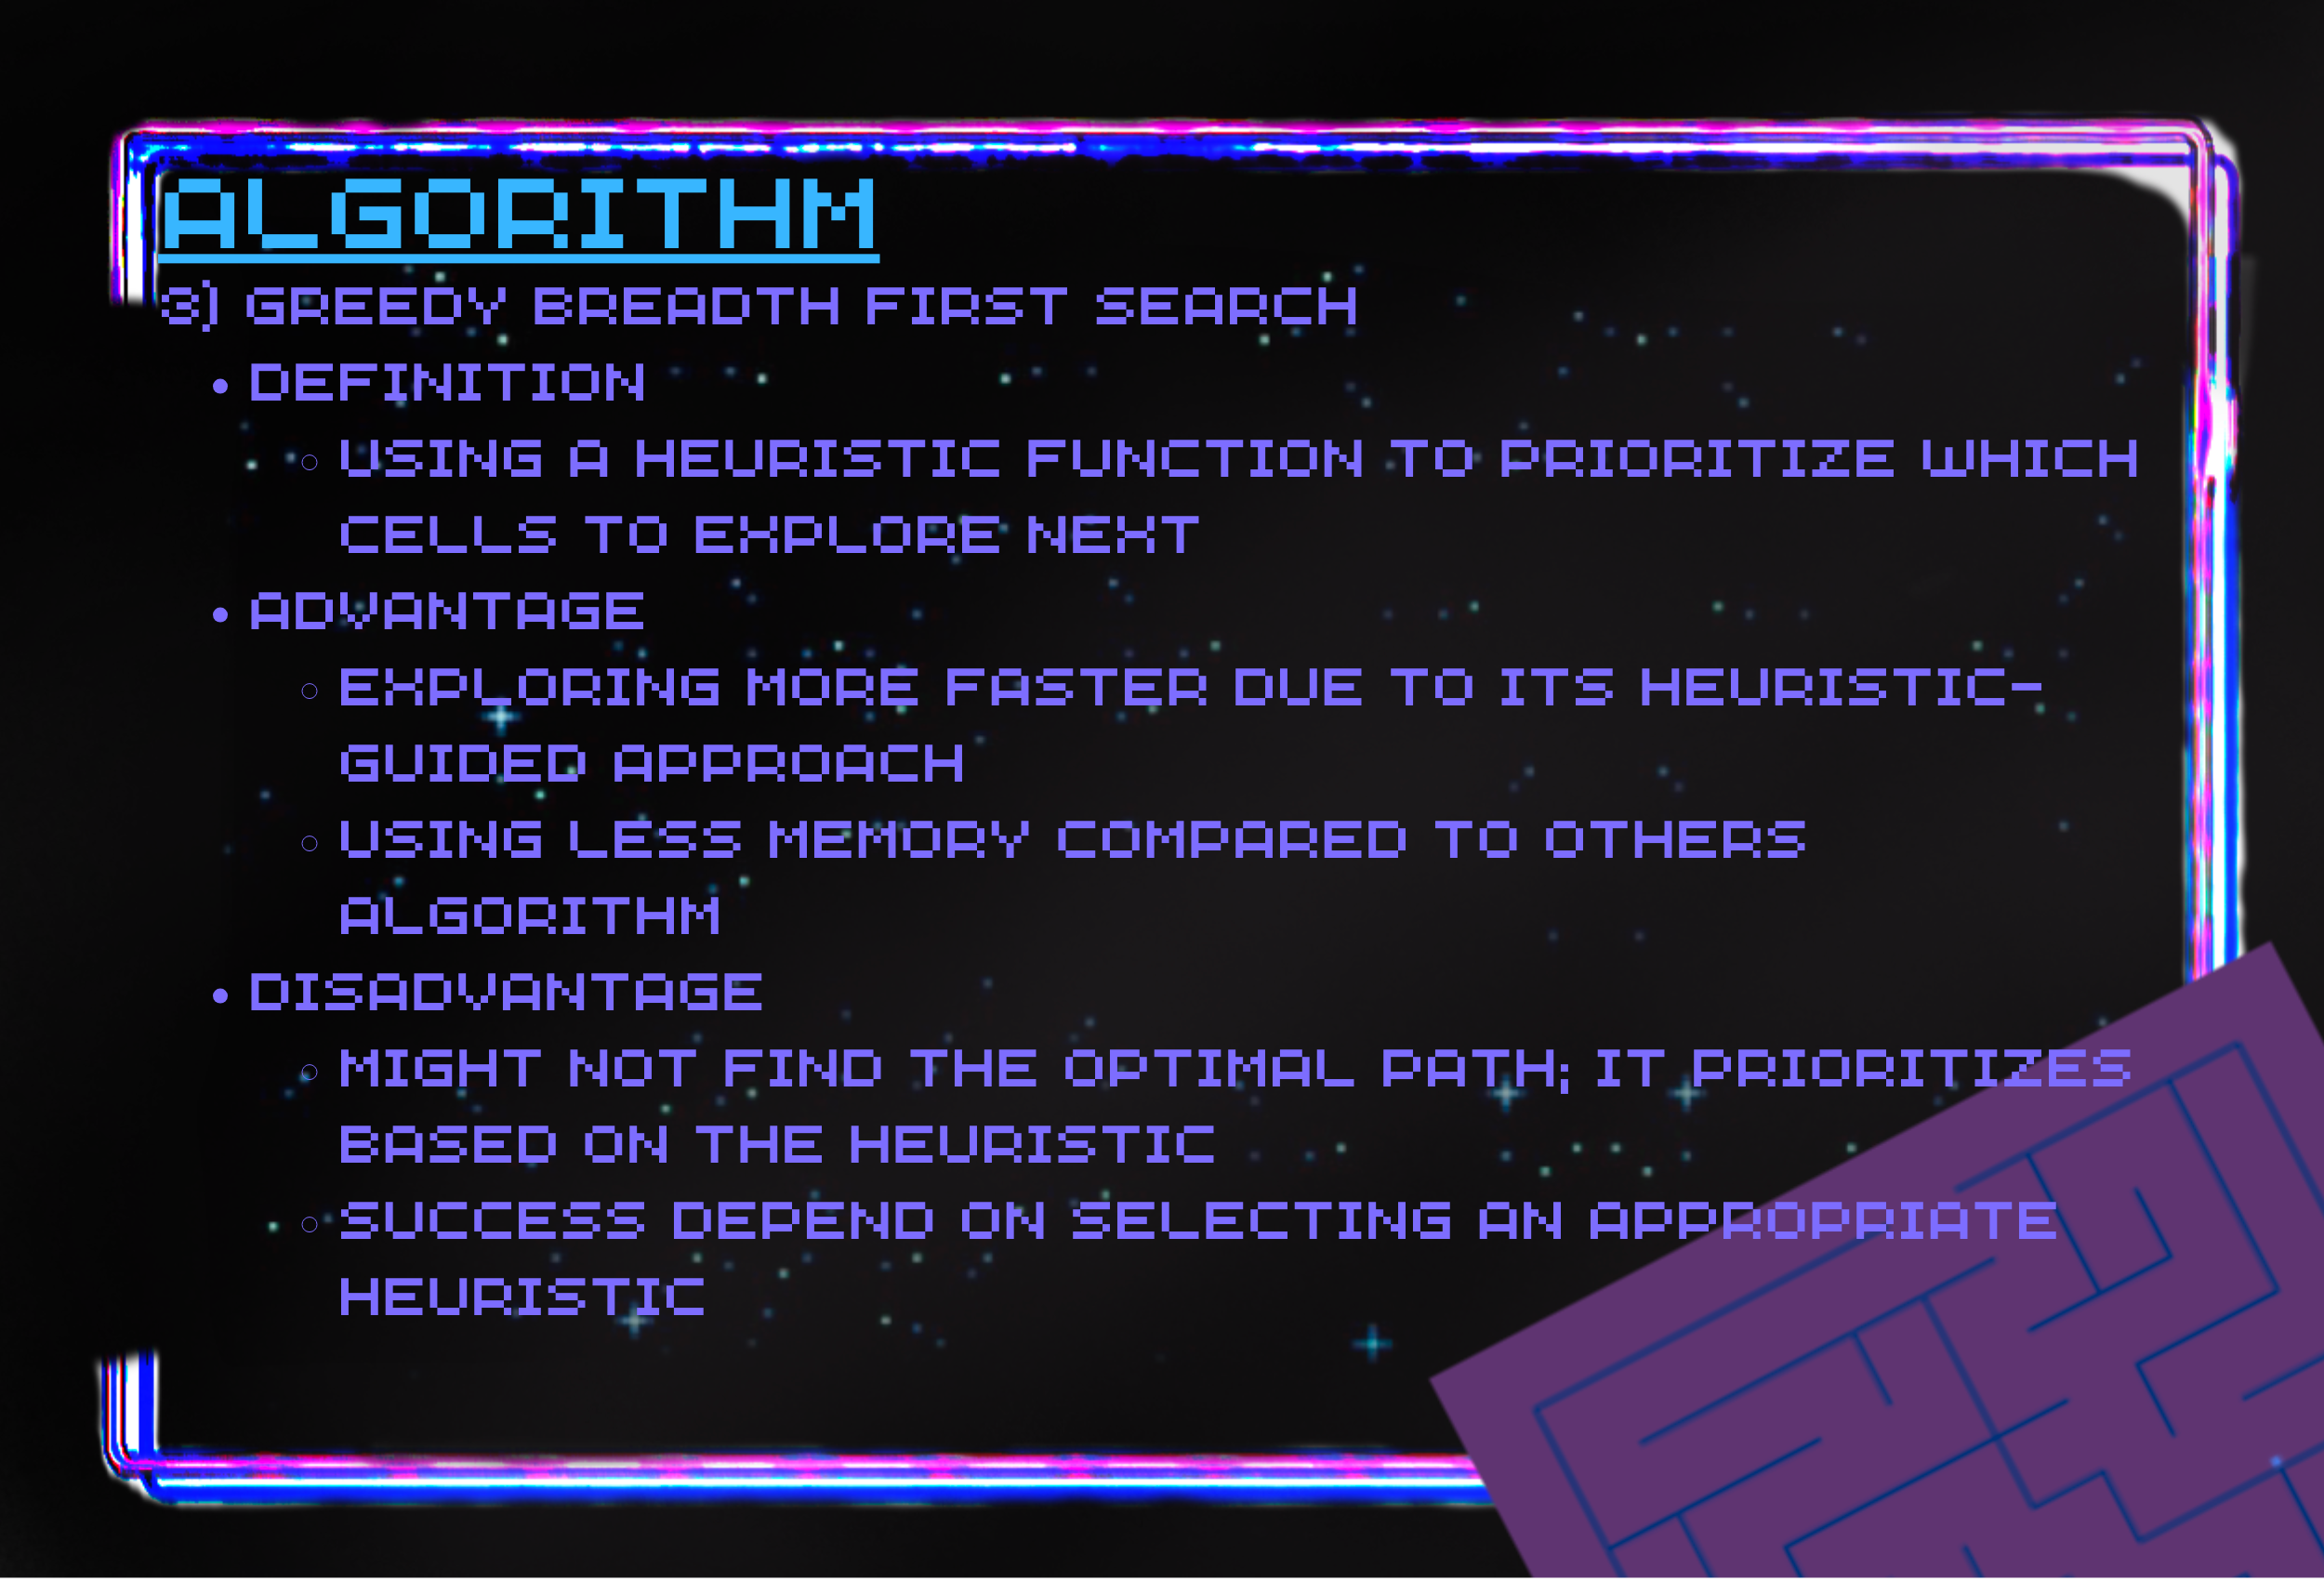 ALGORITHM
3) GREEDY BREADTH FIRST SEARCH
• DEFINITION
◦ USING A HEURISTIC FUNCTION TO PRIORITIZE WHICH
CELLS TO EXPLORE NEXT
• ADVANTAGE
◦ EXPLORING MORE FASTER DUE TO ITS HEURISTIC-
GUIDED APPROACH
◦ USING LESS MEMORY COMPARED TO OTHERS
ALGORITHM
• DISADVANTAGE
◦ MIGHT NOT FIND THE OPTIMAL PATH; IT PRIORITIZES
BASED ON THE HEURISTIC
◦ SUCCESS DEPEND ON SELECTING AN APPROPRIATE
HEURISTIC